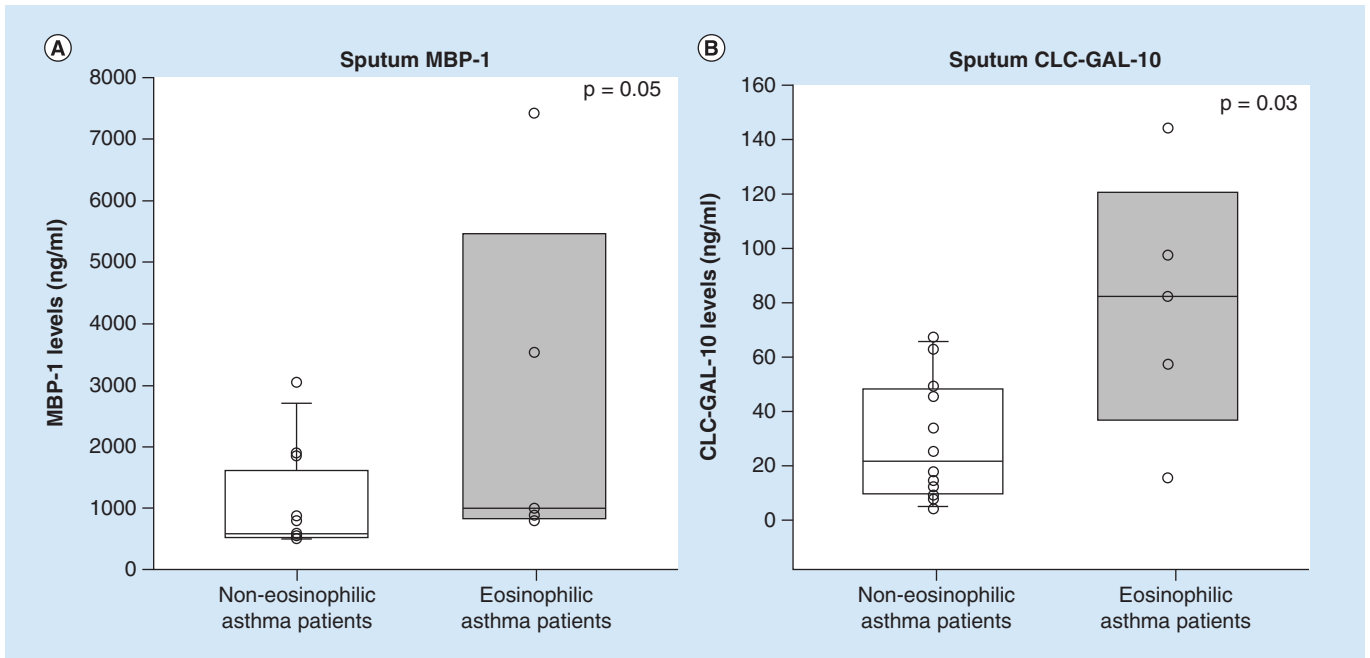 A
Sputum MBP-1
p = 0.05
MBP-1 levels (ng/ml)
8000
7000
6000
5000
4000
3000
2000
1000
0
Non-eosinophilic
asthma patients
Eosinophilic
asthma patients
B
Sputum CLC-GAL-10
p = 0.03
CLC-GAL-10 levels (ng/ml)
160
140
120
100
80
60
40
20
0
Non-eosinophilic
asthma patients
Eosinophilic
asthma patients